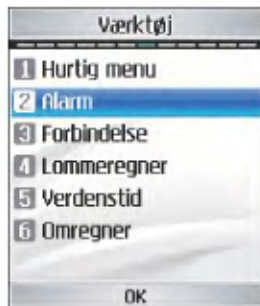 Værktøj
1 Hurtig menu
2 Alarm
3 Forbindelse
4 Lommeregner
5 Verdenstid
6 Omregner
OK